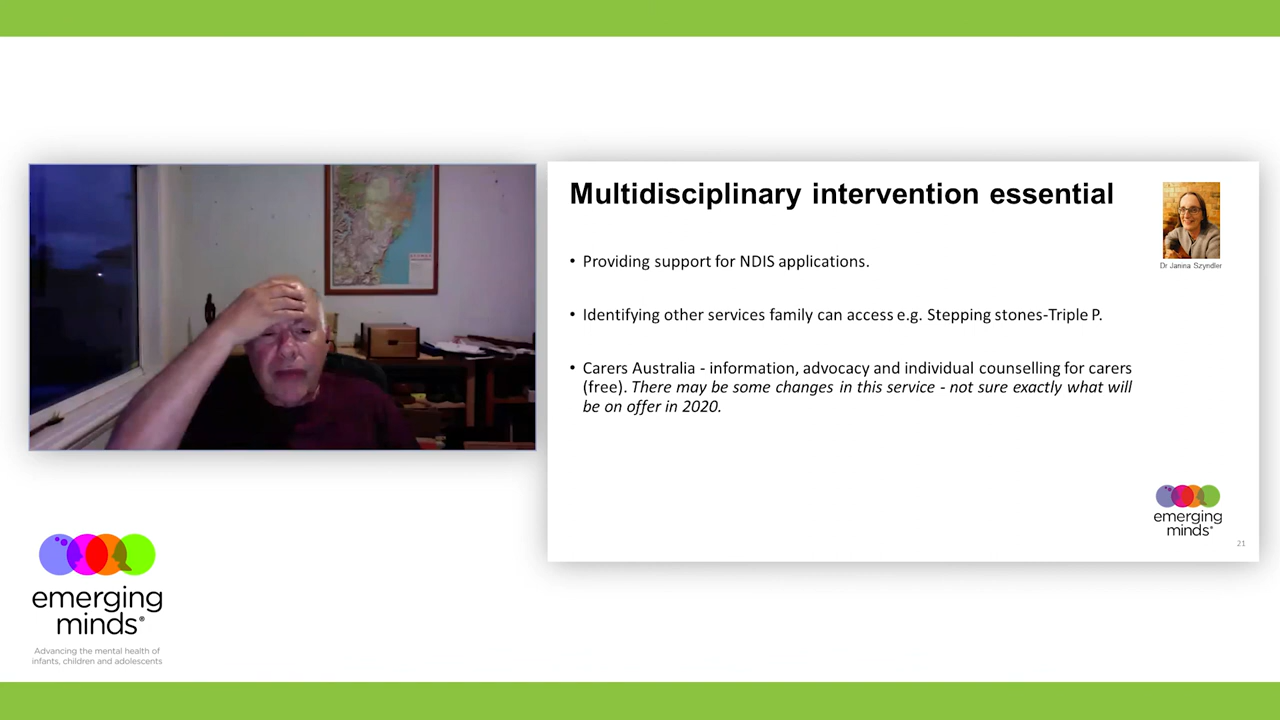 Multidisciplinary intervention essential
Dr Janina Szyndler
• Providing support for NDIS applications.
• Identifying other services family can access e.g. Stepping stones-Triple P.
• Carers Australia - information, advocacy and individual counselling for carers
(free). There may be some changes in this service - not sure exactly what will
be on offer in 2020.
emerging
minds®
21
emerging
minds®
Advancing the mental health of
infants, children and adolescents